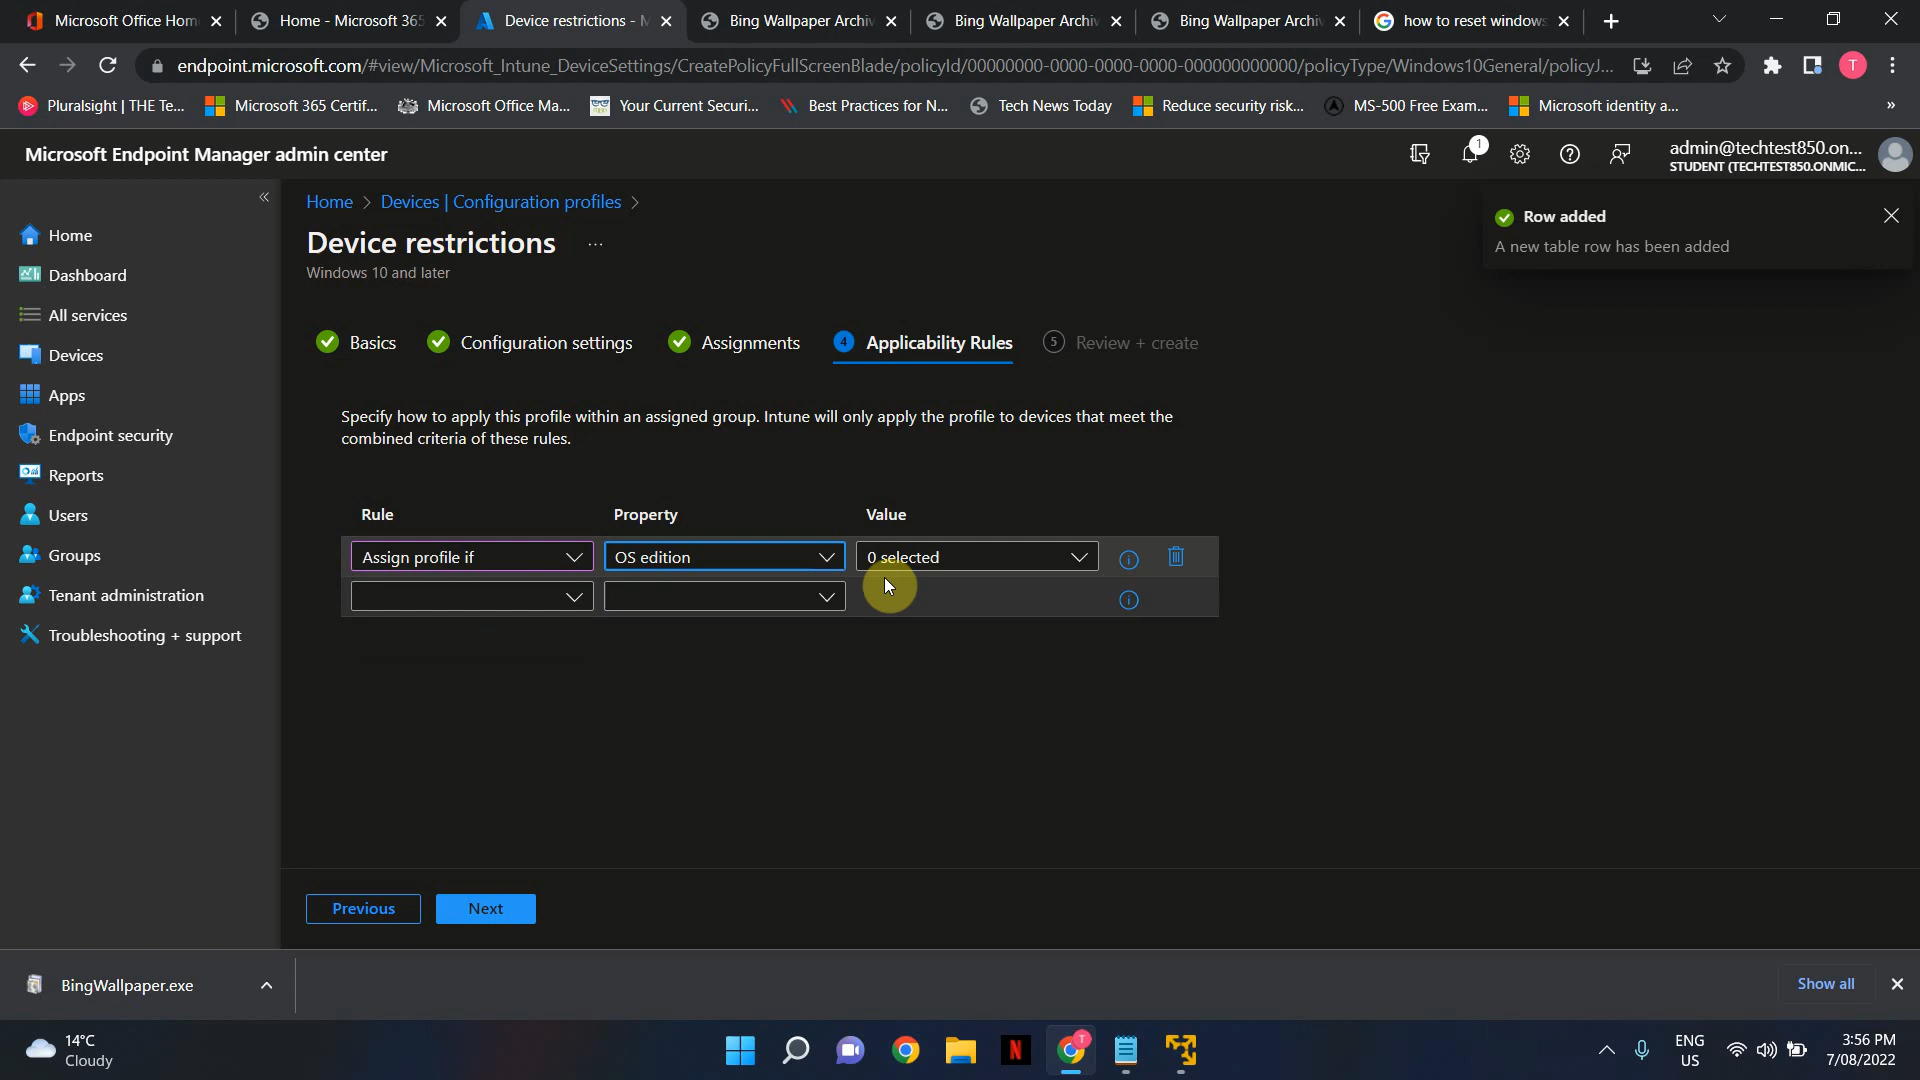 Microsoft Office Hom
Home - Microsoft 365
Device restrictions - M
Bing Wallpaper Archiv
Bing Wallpaper Archiv
Bing Wallpaper Archi
how to reset windows
endpoint.microsoft.com/#view/Microsoft_Intune_DeviceSettings/CreatePolicyFullScreenBlade/policyId/00000000-0000-0000-0000-000000000000/policyType/Windows10General/policyJ...
T
Pluralsight | THE Te...
Microsoft 365 Certif...
Microsoft Office Ma...
Your Current Securi...
Best Practices for N...
Tech News Today
Reduce security risk...
MS-500 Free Exam...
Microsoft identity a...
»
Microsoft Endpoint Manager admin center
1
admin@techtest850.on...
STUDENT (TECHTEST850.ONMIC...
Home > Devices | Configuration profiles >
Device restrictions ...
Windows 10 and later
Row added
A new table row has been added
Home
Dashboard
All services
Devices
Apps
Endpoint security
Reports
Users
Groups
Tenant administration
Troubleshooting + support
Basics
Configuration settings
Assignments
4 Applicability Rules
5 Review + create
Specify how to apply this profile within an assigned group. Intune will only apply the profile to devices that meet the
combined criteria of these rules.
Rule Property Value
Assign profile if OS edition 0 selected
Previous Next
BingWallpaper.exe
Show all
14°C
Cloudy
N
T
ENG
US
3:56 PM
7/08/2022